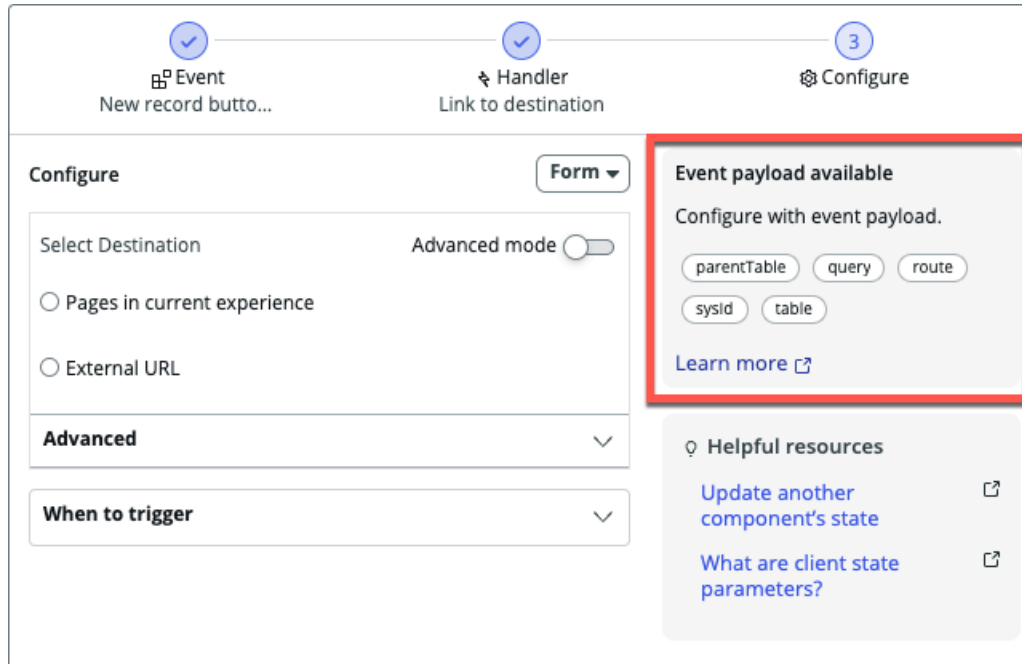 3
Event
Handler
Configure
New record butto...
Link to destination
Configure
Form
Select Destination
Advanced mode
Pages in current experience
External URL
Advanced
When to trigger
Event payload available
Configure with event payload.
parentTable query route
sysId table
Learn more
Helpful resources
Update another
component's state
What are client state
parameters?